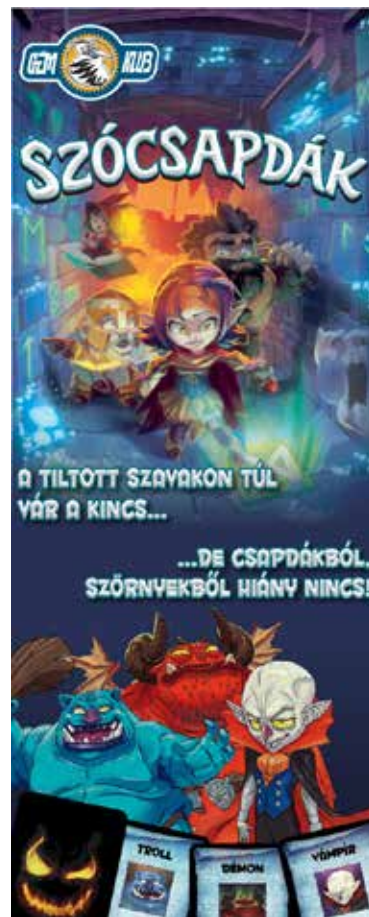 GÉM KLUB
SZÓCSAPDÁK
A TILTOTT SZAVAKON TÚL
VÁR A KINCS...
...DE CSAPDÁKBÓL,
SZÖRNYEKBŐL HIÁNY NINCS!
TROLL
DÉMON
VÁMPÍR